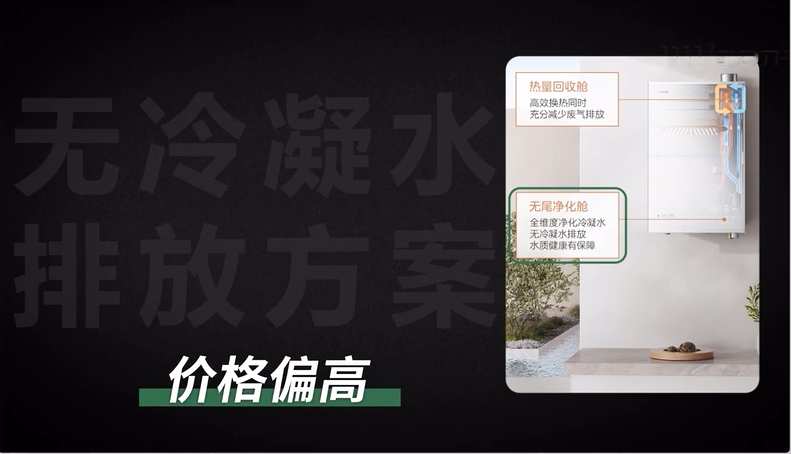 无冷凝水
排放方案
价格偏高
热量回收舱
高效换热同时
充分减少废气排放
无尾净化舱
全维度净化冷凝水
无冷凝水排放
水质健康有保障